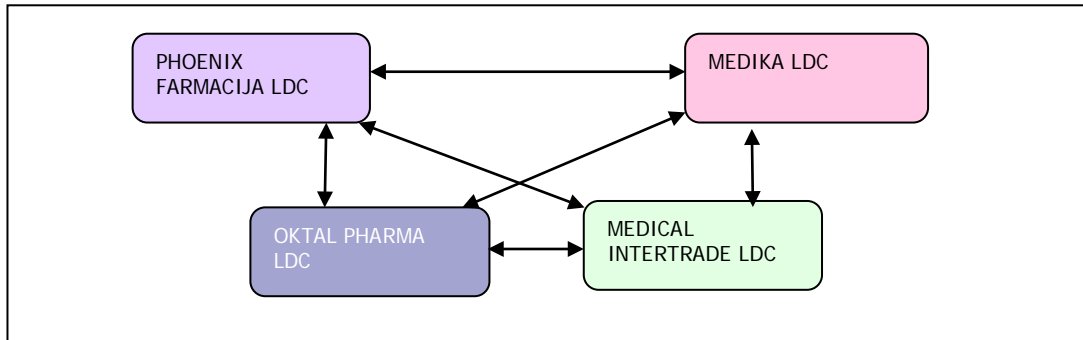 PHOENIX
FARMACIJA LDC
MEDIKA LDC
OKTAL PHARMA
LDC
MEDICAL
INTERTRADE LDC